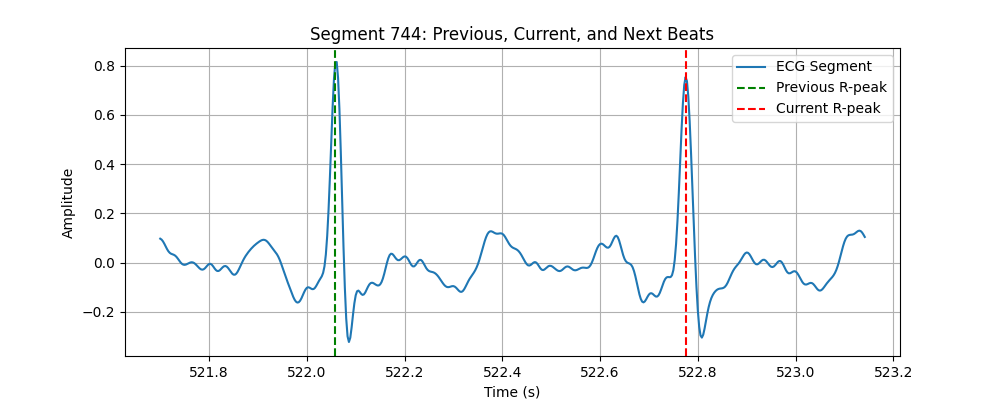 Segment 744: Previous, Current, and Next Beats
ECG Segment
Previous R-peak
Current R-peak
Amplitude
0.8
0.6
0.4
0.2
0.0
−0.2
521.8
522.0
522.2
522.4
522.6
522.8
523.0
523.2
Time (s)